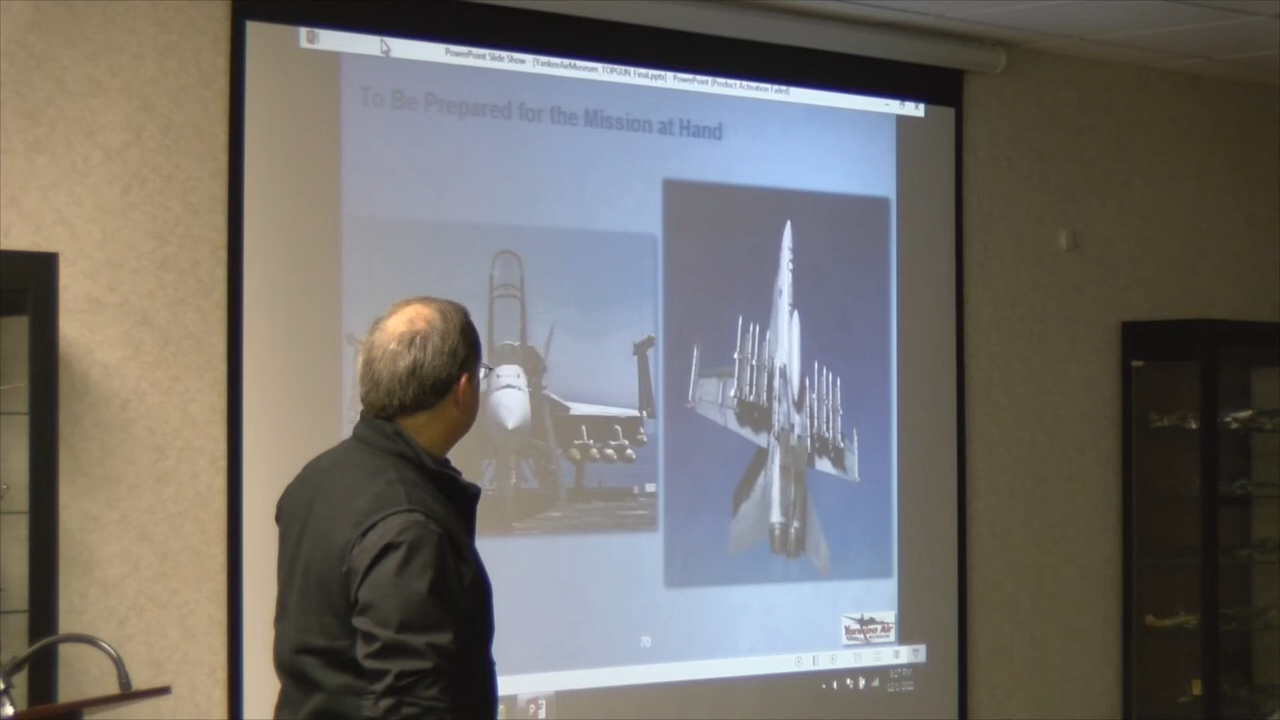 PowerPoint Slide Show - [YankeeAirMuseum_TOPGUN_Final.pptx] - PowerPoint (Product Activation Failed)
To Be Prepared for the Mission at Hand
70
Yankee Air